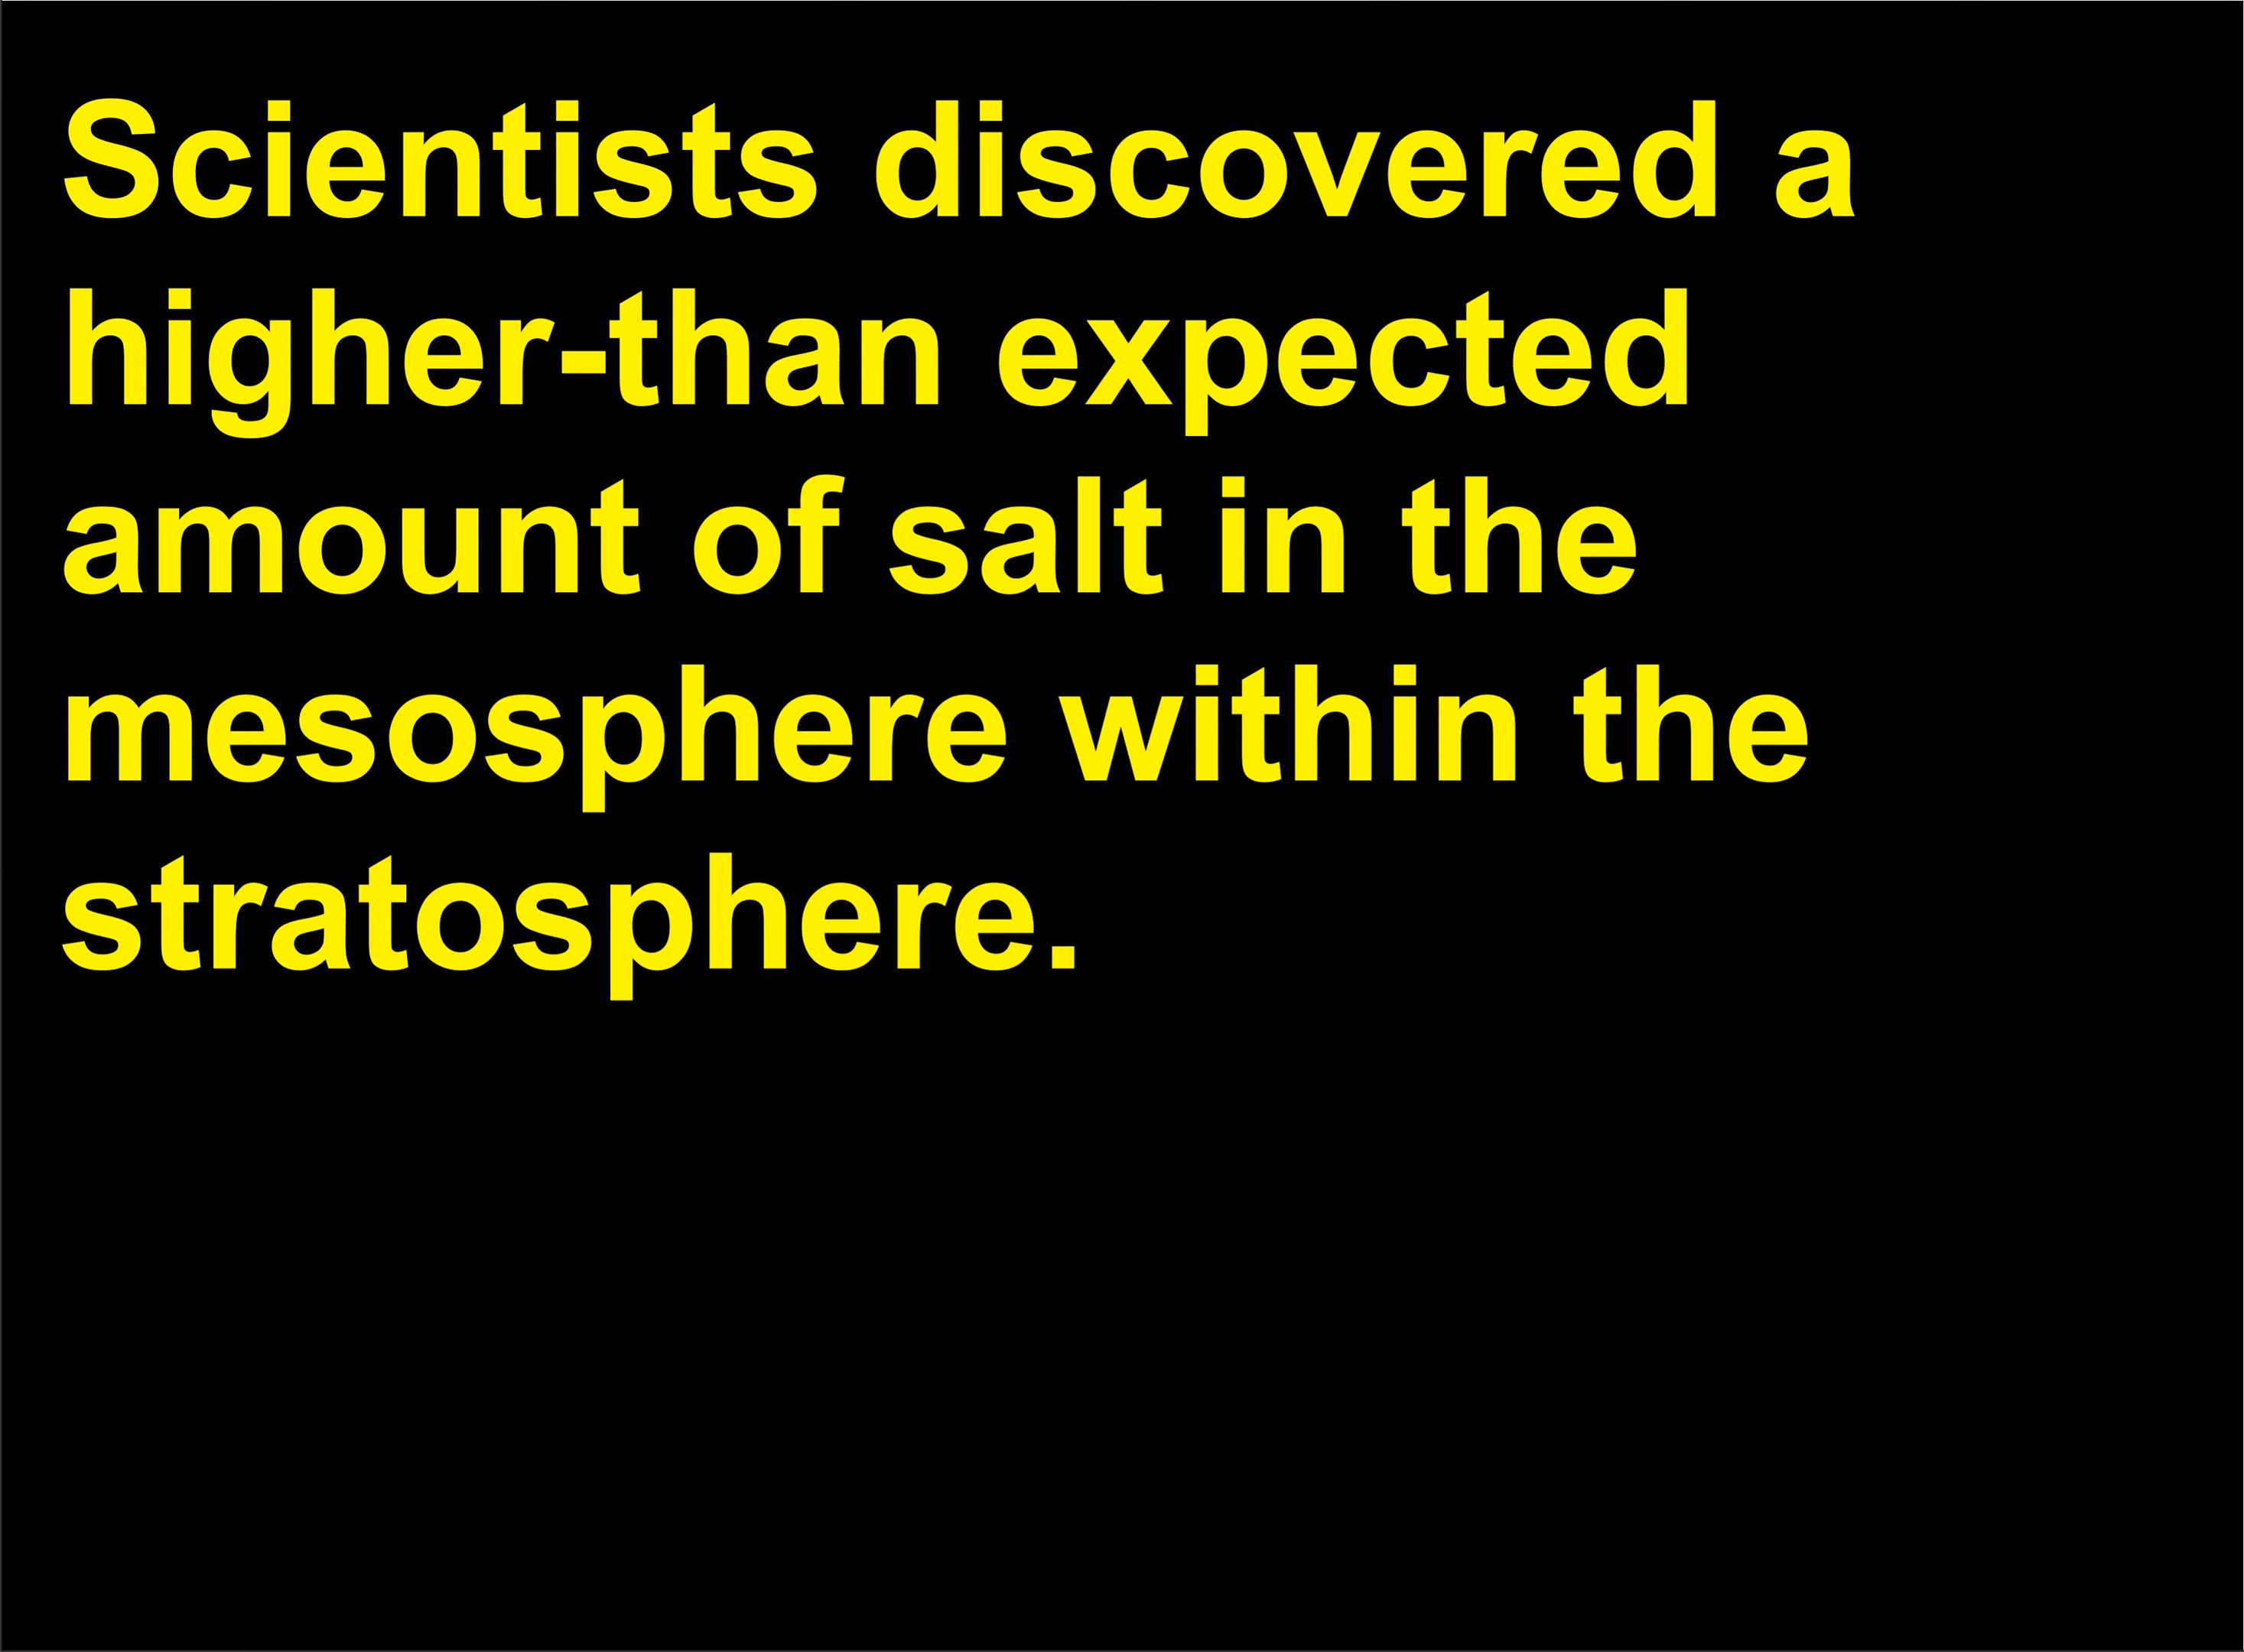 Scientists discovered a
higher-than expected
amount of salt in the
mesosphere within the
stratosphere.